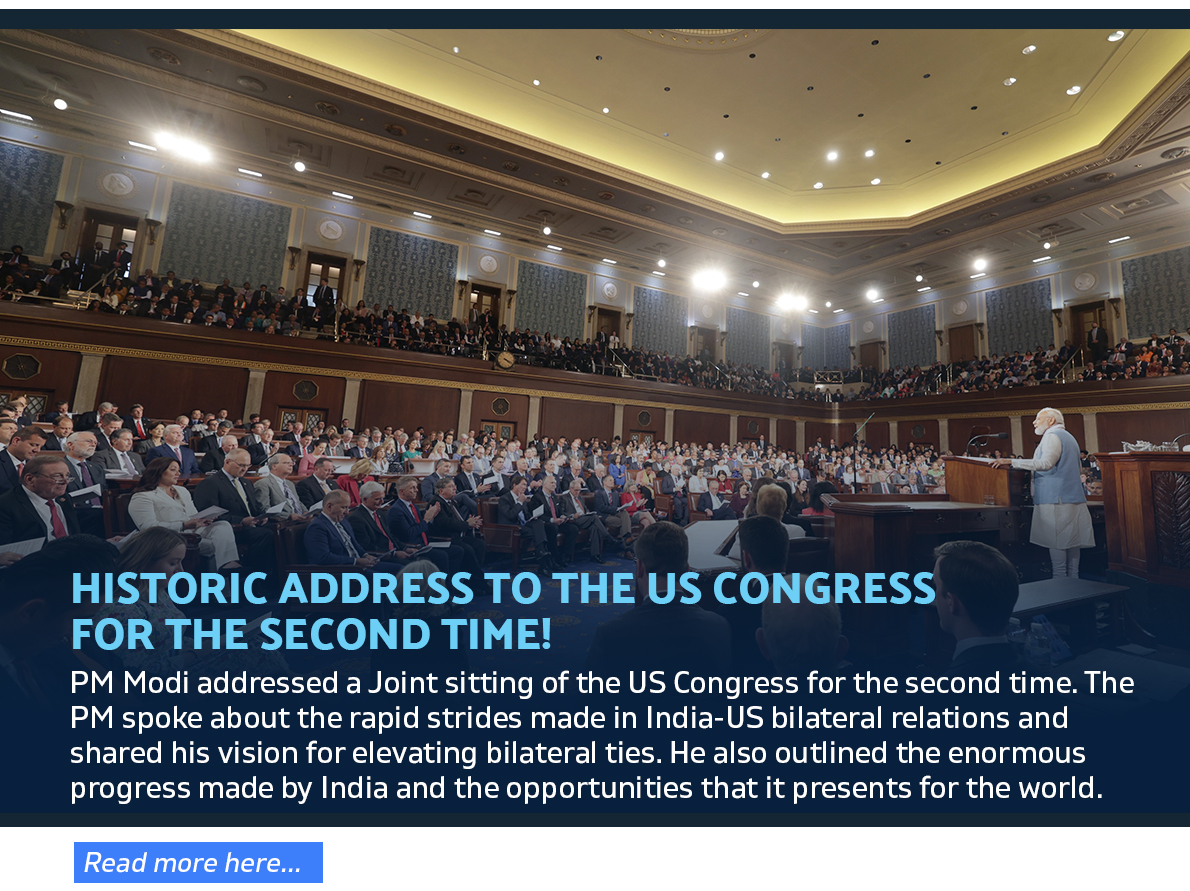 HISTORIC ADDRESS TO THE US CONGRESS
FOR THE SECOND TIME!
PM Modi addressed a Joint sitting of the US Congress for the second time. The
PM spoke about the rapid strides made in India-US bilateral relations and
shared his vision for elevating bilateral ties. He also outlined the enormous
progress made by India and the opportunities that it presents for the world.
Read more here...